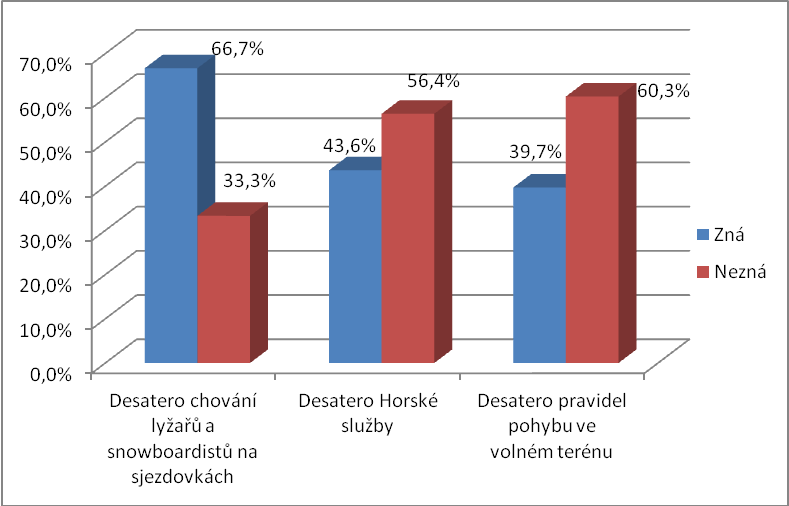 70,0%
60,0%
50,0%
40,0%
30,0%
20,0%
10,0%
0,0%
66,7%
33,3%
43,6%
56,4%
39,7%
60,3%
Desatero chování
lyžařů a
snowboardistů na
sjezdovkách
Desatero Horské
služby
Desatero pravidel
pohybu ve
volném terénu
Zná
Nezná